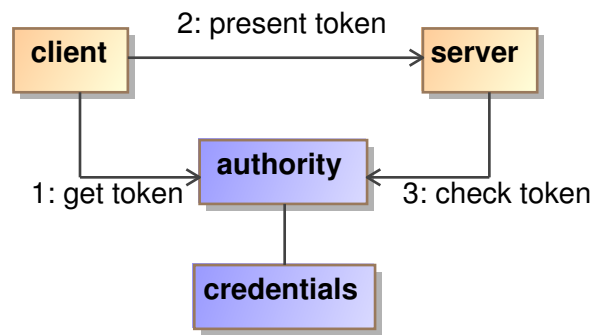 2: present token
client
server
authority
1: get token
3: check token
credentials